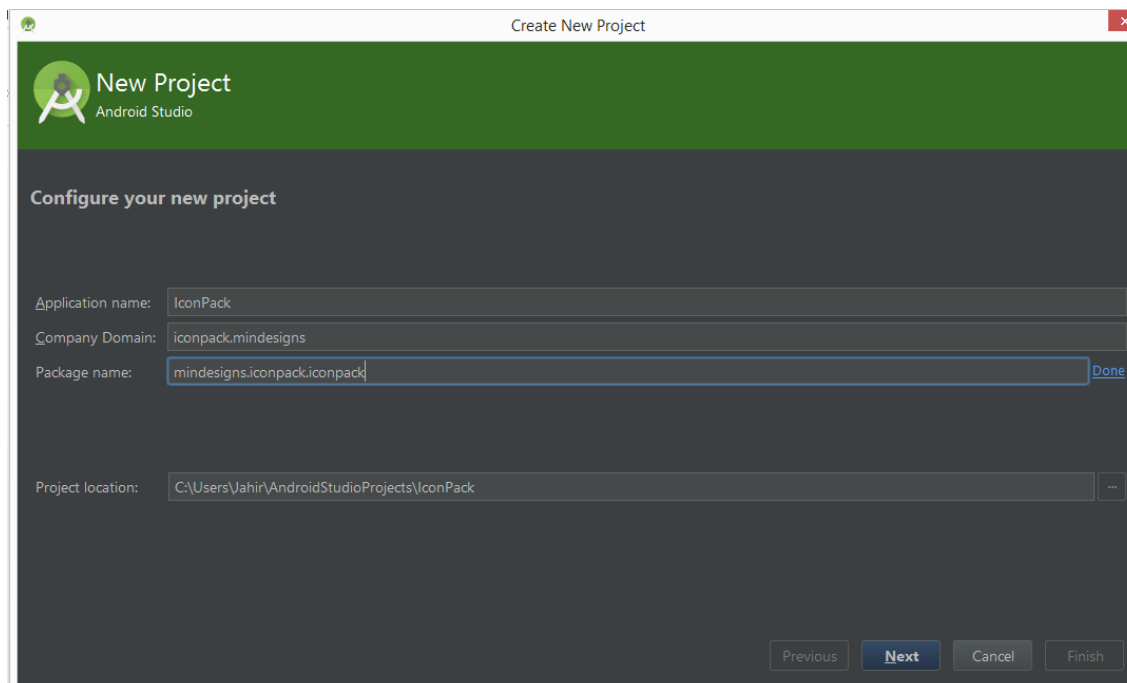 Create New Project
New Project
Android Studio
Configure your new project
Application name: IconPack
Company Domain: iconpack.mindesigns
Package name: mindesigns.iconpack.iconpack Done
Project location: C:\Users\Jahir\AndroidStudioProjects\IconPack ...
Previous Next Cancel Finish